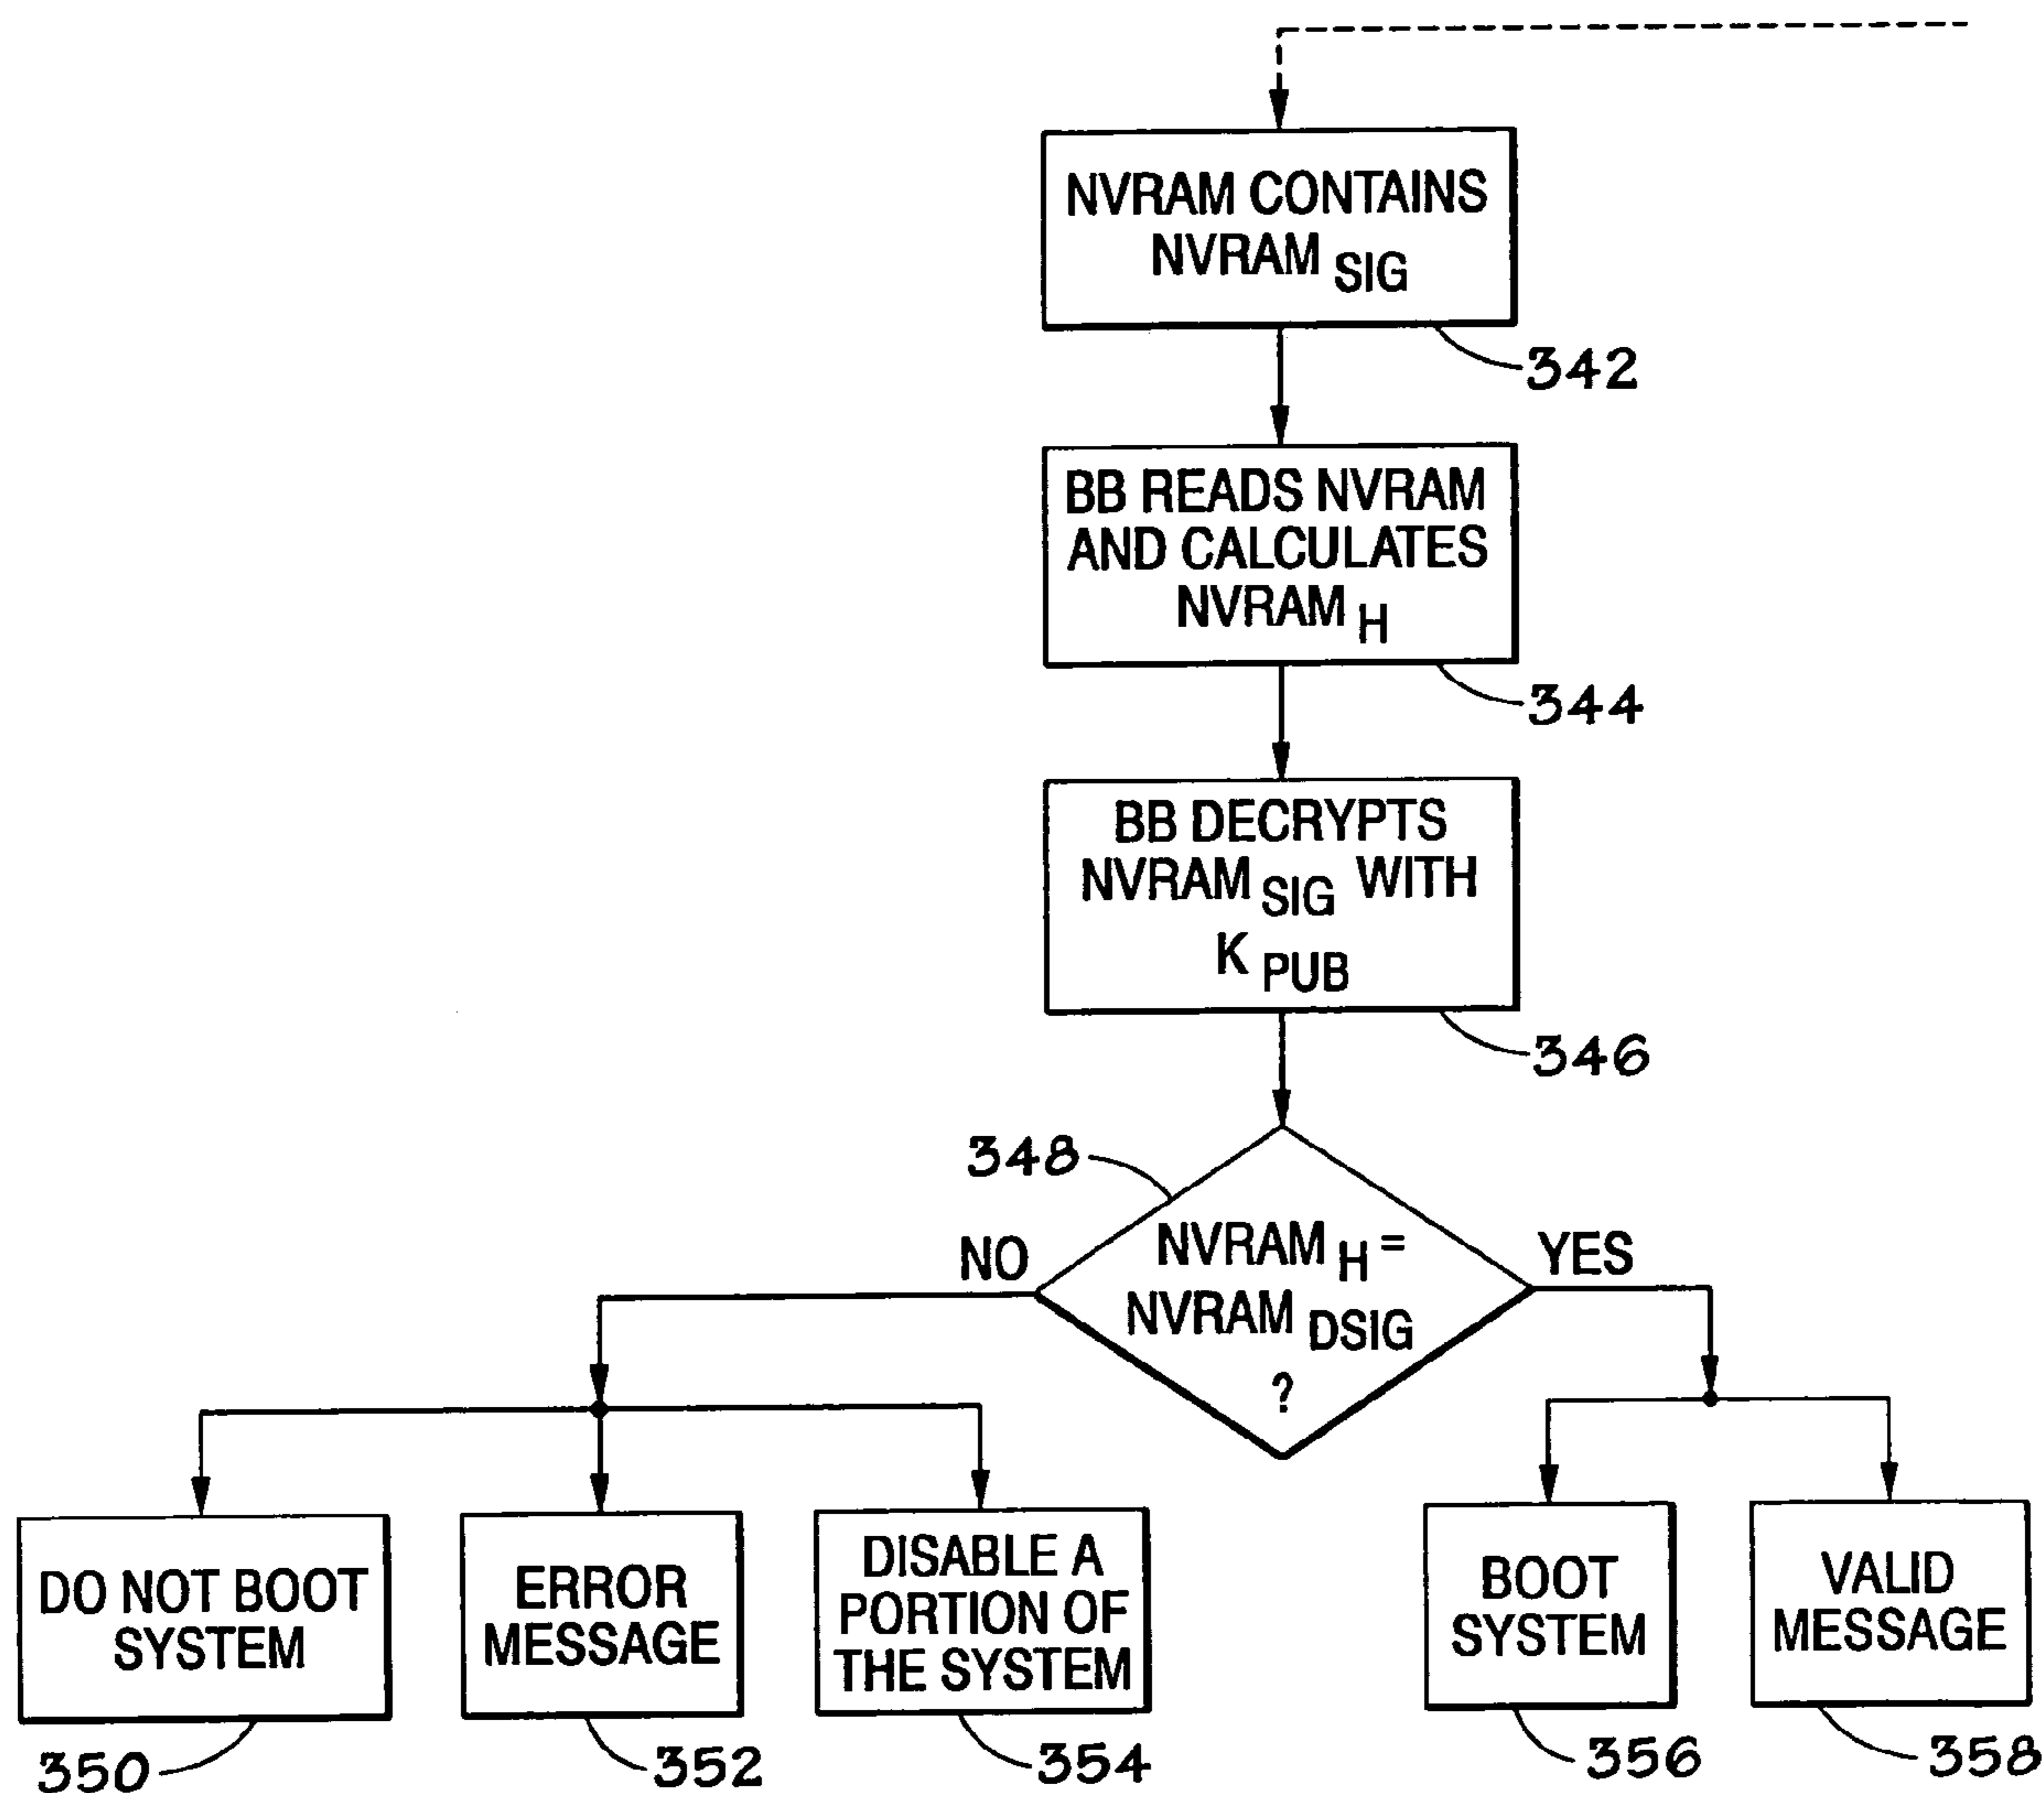 NVRAM CONTAINS
NVRAM SIG
342
BB READS NVRAM
AND CALCULATES
NVRAM H
344
BB DECRYPTS
NVRAM SIG WITH
K PUB
346
348
NO
NVRAM H =
NVRAM DSIG
?
YES
DO NOT BOOT
SYSTEM
350
ERROR
MESSAGE
352
DISABLE A
PORTION OF
THE SYSTEM
354
BOOT
SYSTEM
356
VALID
MESSAGE
358